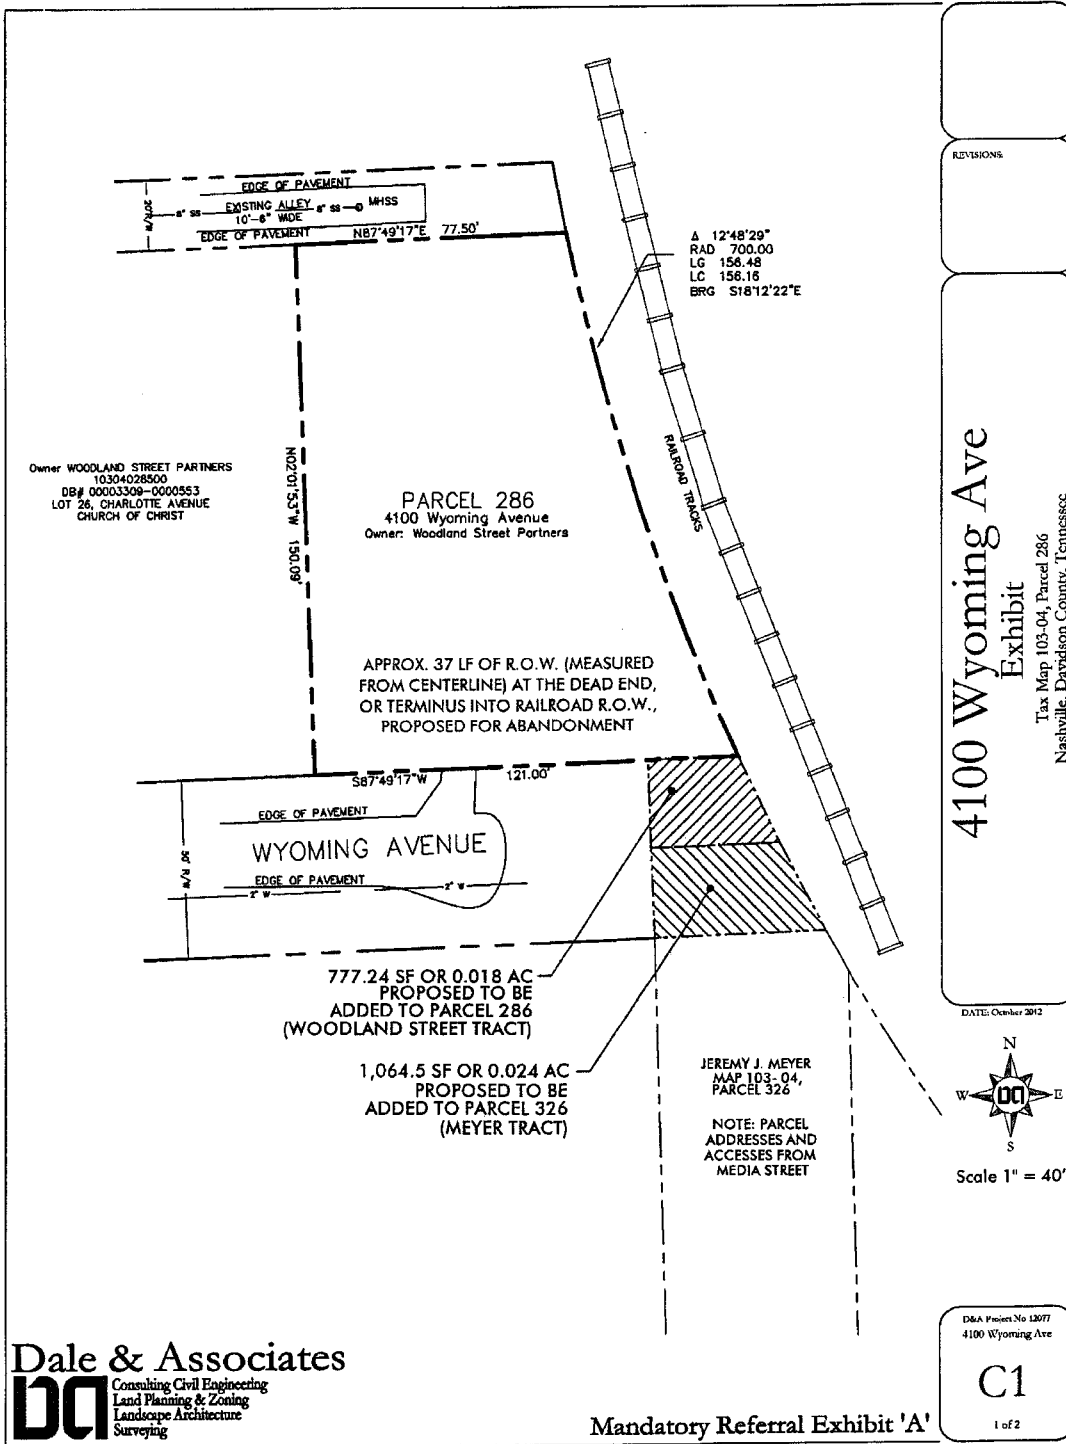 REVISIONS:
EDGE OF PAVEMENT
20' R/W
8" SS
EXISTING ALLEY
8" SS
MHSS
10'-6" WIDE
EDGE OF PAVEMENT
N87°49'17"E 77.50'
Δ 12°48'29"
RAD 700.00
LG 156.48
LC 156.16
BRG S18°12'22"E
RAILROAD TRACKS
Owner WOODLAND STREET PARTNERS
10304028500
DB# 00003309-0000553
LOT 26, CHARLOTTE AVENUE
CHURCH OF CHRIST
N02°01'53"W 150.09'
PARCEL 286
4100 Wyoming Avenue
Owner: Woodland Street Partners
APPROX. 37 LF OF R.O.W. (MEASURED
FROM CENTERLINE) AT THE DEAD END,
OR TERMINUS INTO RAILROAD R.O.W.,
PROPOSED FOR ABANDONMENT
S87°49'17"W 121.00'
EDGE OF PAVEMENT
WYOMING AVENUE
50' R/W
EDGE OF PAVEMENT
2" W
2" W
777.24 SF OR 0.018 AC
PROPOSED TO BE
ADDED TO PARCEL 286
(WOODLAND STREET TRACT)
1,064.5 SF OR 0.024 AC
PROPOSED TO BE
ADDED TO PARCEL 326
(MEYER TRACT)
JEREMY J. MEYER
MAP 103-04,
PARCEL 326
NOTE: PARCEL
ADDRESSES AND
ACCESSES FROM
MEDIA STREET
4100 Wyoming Ave
Exhibit
Tax Map 103-04, Parcel 286
Nashville, Davidson County, Tennessee
DATE: October 2012
N
W
DA
E
S
Scale 1" = 40'
D&A Project No 12077
4100 Wyoming Ave
C1
1 of 2
Dale & Associates
DA
Consulting Civil Engineering
Land Planning & Zoning
Landscape Architecture
Surveying
Mandatory Referral Exhibit 'A'